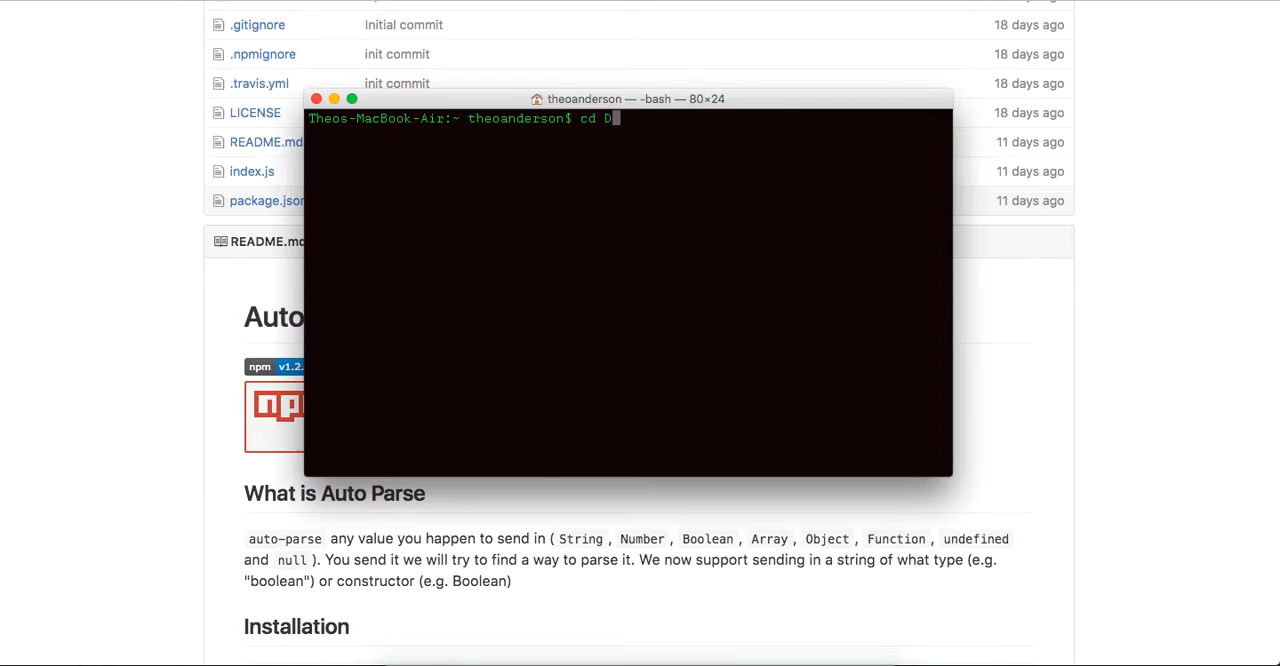 .gitignore Initial commit 18 days ago
.npmignore init commit 18 days ago
.travis.yml init commit 18 days ago
theoanderson — -bash — 80×24
LICENSE 18 days ago
Theos-MacBook-Air:~ theoanderson$ cd D
README.md 11 days ago
index.js 11 days ago
package.json 11 days ago
README.md
Auto
npm v1.2.
npm
What is Auto Parse
auto-parse any value you happen to send in ( String , Number , Boolean , Array , Object , Function , undefined
and null ). You send it we will try to find a way to parse it. We now support sending in a string of what type (e.g.
"boolean") or constructor (e.g. Boolean)
Installation